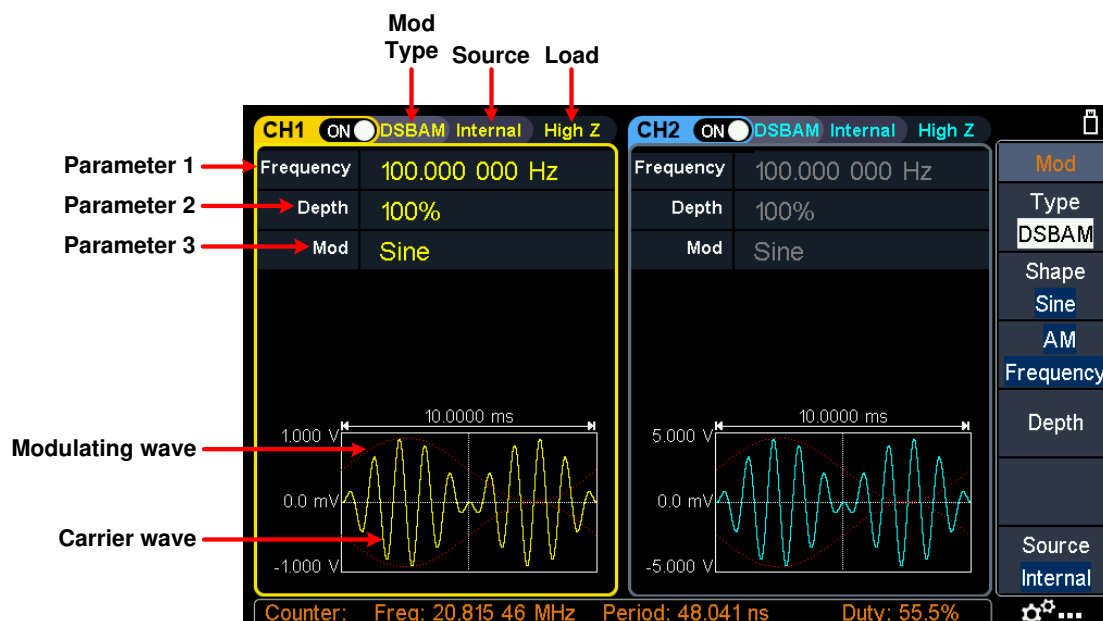 Mod
Type
Source
Load
CH1 ON DSBAM Internal High Z
CH2 ON DSBAM Internal High Z
Parameter 1
Frequency 100.000 000 Hz
Frequency 100.000 000 Hz
Parameter 2
Depth 100%
Depth 100%
Parameter 3
Mod Sine
Mod Sine
Mod
Type
DSBAM
Shape
Sine
AM
Frequency
Depth
Source
Internal
10.0000 ms
1.000 V
0.0 mV
-1.000 V
10.0000 ms
5.000 V
0.0 mV
-5.000 V
Modulating wave
Carrier wave
Counter: Freq: 20.815 46 MHz Period: 48.041 ns Duty: 55.5%